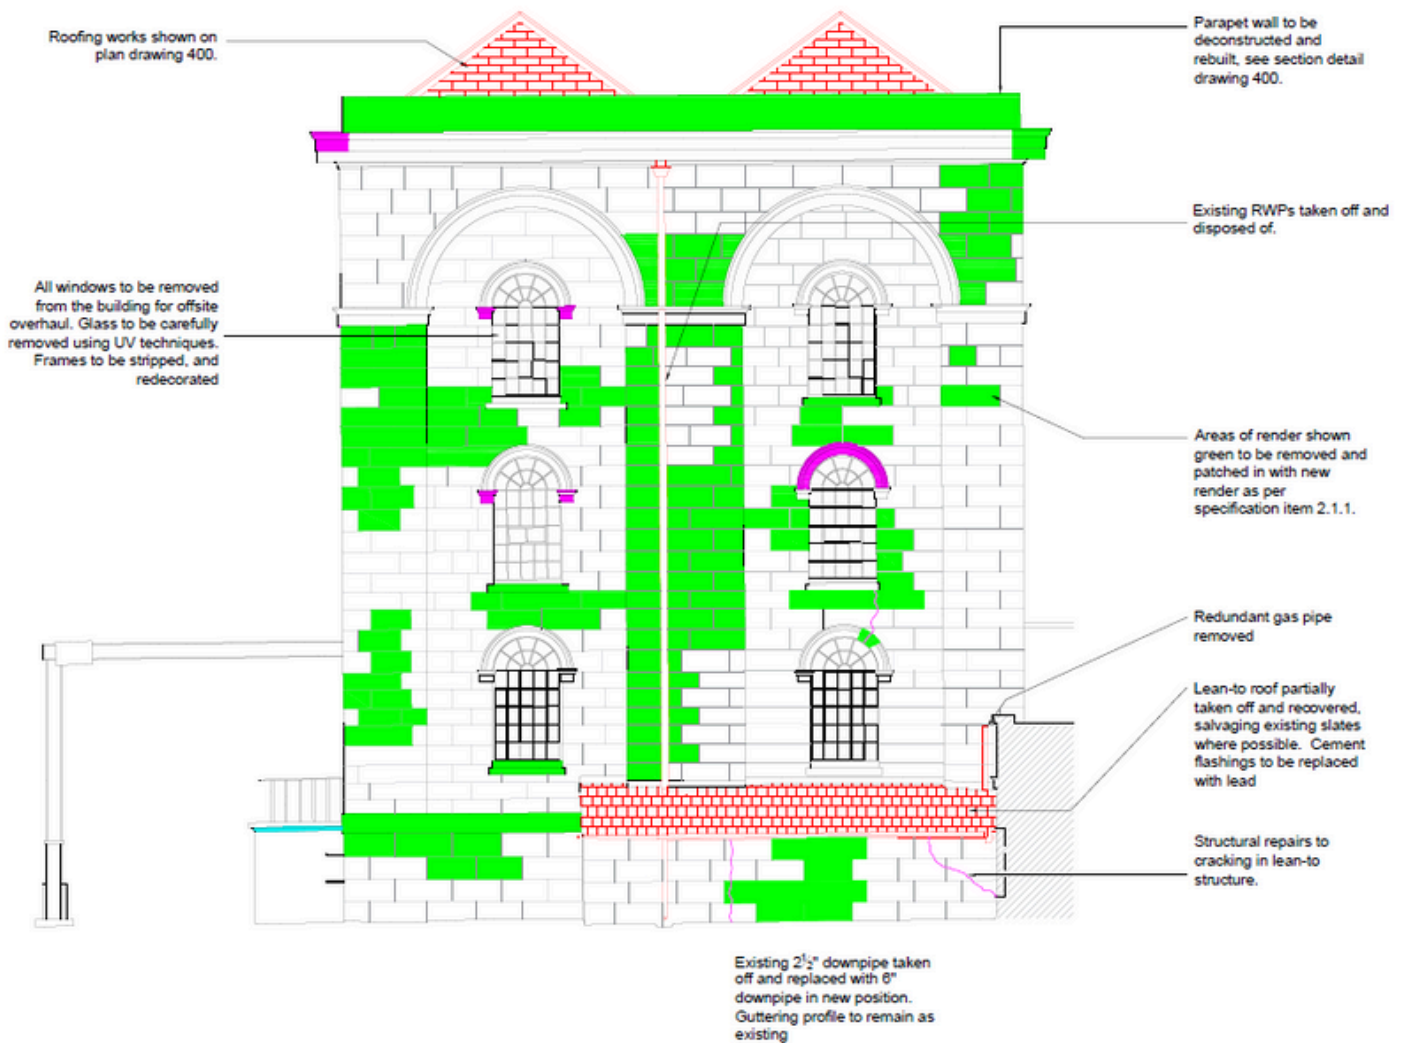 Roofing works shown on
plan drawing 400.
Parapet wall to be
deconstructed and
rebuilt, see section detail
drawing 400.
Existing RWPs taken off and
disposed of.
All windows to be removed
from the building for offsite
overhaul. Glass to be carefully
removed using UV techniques.
Frames to be stripped, and
redecorated
Areas of render shown
green to be removed and
patched in with new
render as per
specification item 2.1.1.
Redundant gas pipe
removed
Lean-to roof partially
taken off and recovered,
salvaging existing slates
where possible. Cement
flashings to be replaced
with lead
Structural repairs to
cracking in lean-to
structure.
Existing 2½" downpipe taken
off and replaced with 6"
downpipe in new position.
Guttering profile to remain as
existing